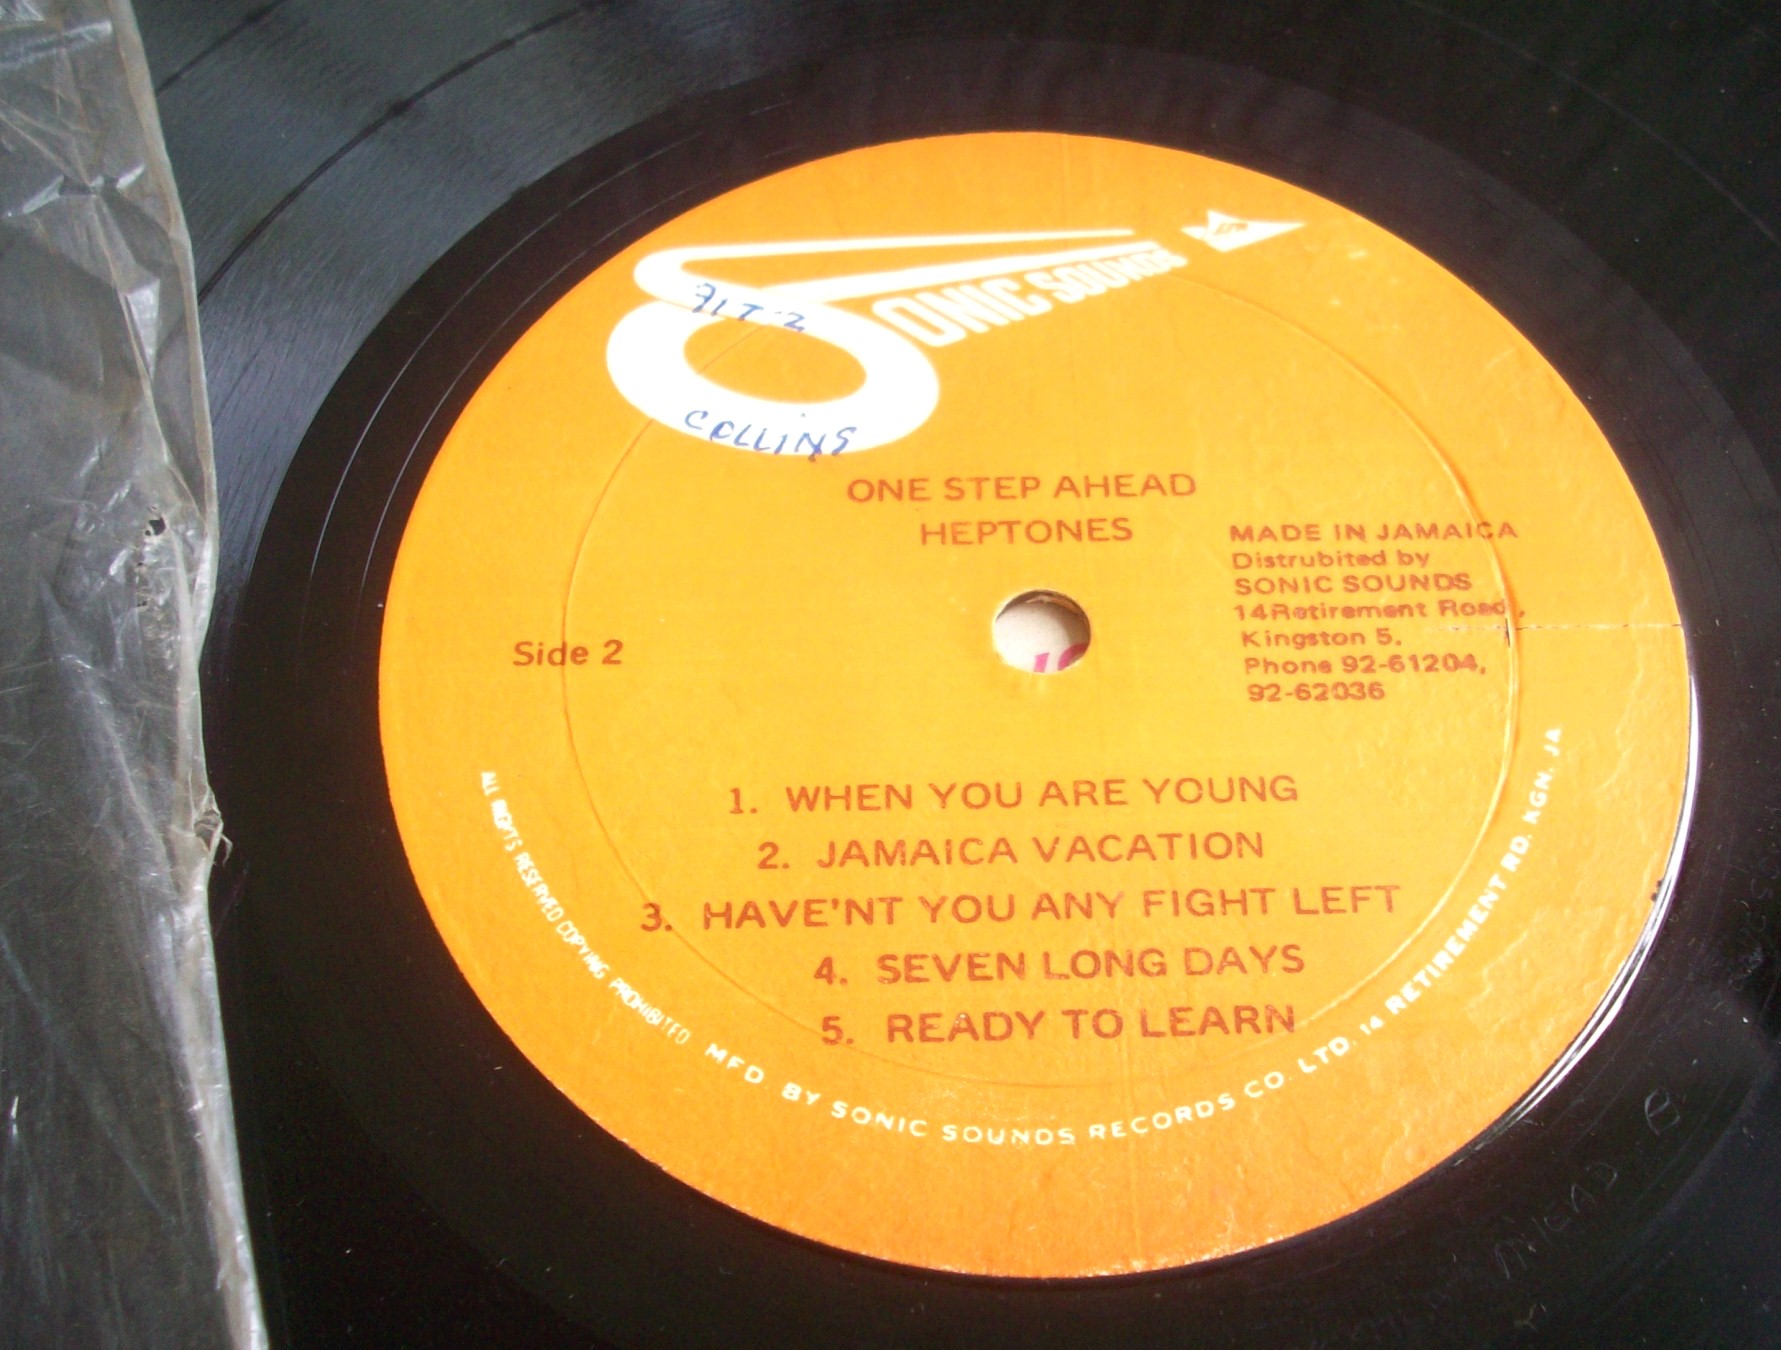 SONIC SOUNDS
COLLINS
ONE STEP AHEAD
HEPTONES
MADE IN JAMAICA
Distrubited by
SONIC SOUNDS
14 Retirement Road,
Kingston 5.
Phone 92-61204,
92-62036
Side 2
1. WHEN YOU ARE YOUNG
2. JAMAICA VACATION
3. HAVE'NT YOU ANY FIGHT LEFT
4. SEVEN LONG DAYS
5. READY TO LEARN
ALL RIGHTS RESERVED COPYING PROHIBITED MFD. BY SONIC SOUNDS RECORDS CO. LTD. 14 RETIREMENT RD. KGN. JA